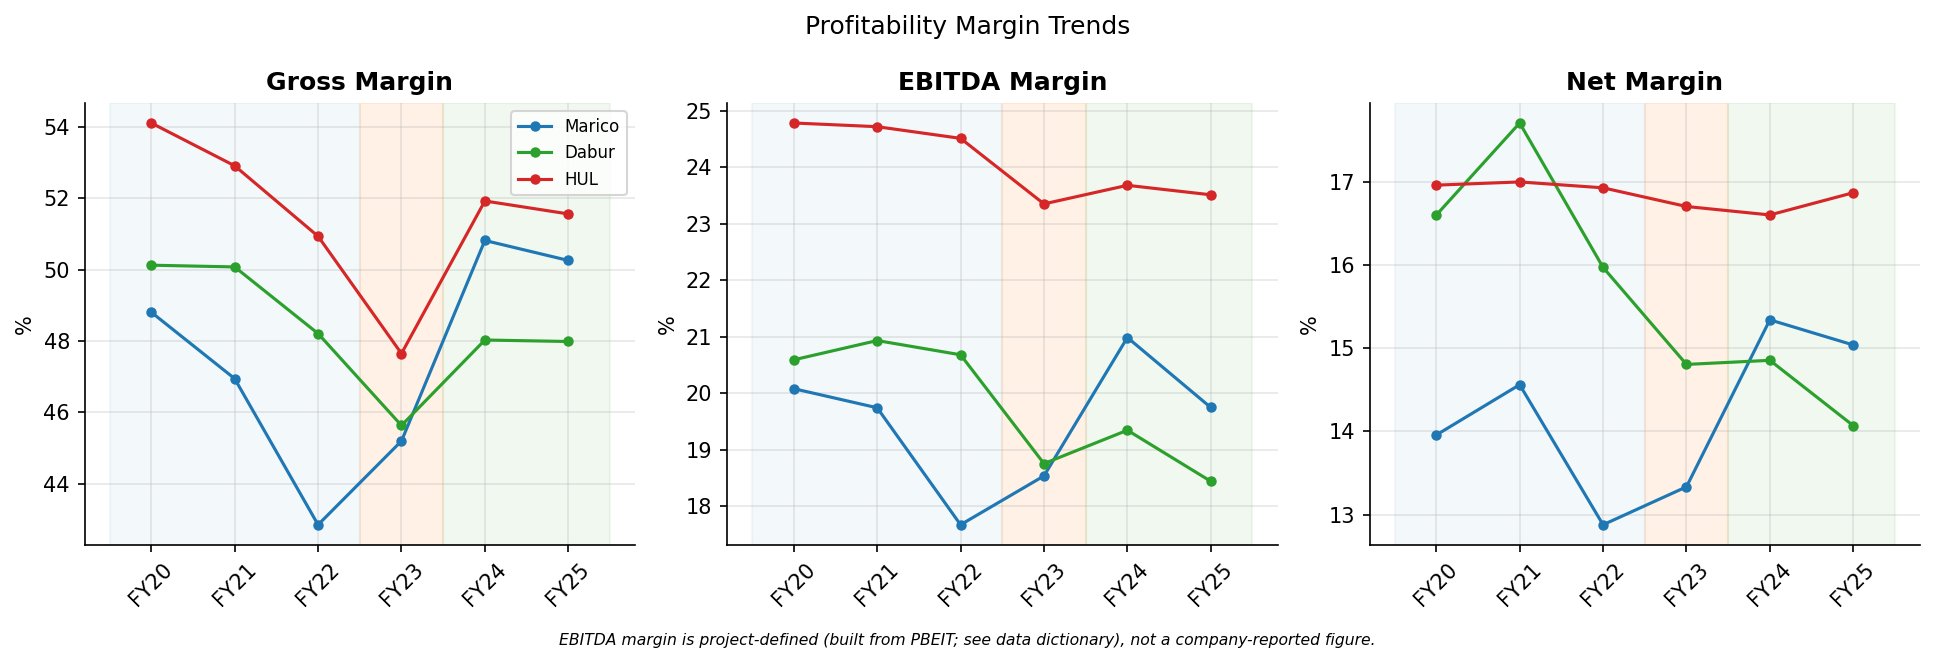 Profitability Margin Trends
Gross Margin
%
54
52
50
48
46
44
Marico
Dabur
HUL
FY20 FY21 FY22 FY23 FY24 FY25
EBITDA Margin
%
25
24
23
22
21
20
19
18
FY20 FY21 FY22 FY23 FY24 FY25
Net Margin
%
17
16
15
14
13
FY20 FY21 FY22 FY23 FY24 FY25
EBITDA margin is project-defined (built from PBEIT; see data dictionary), not a company-reported figure.